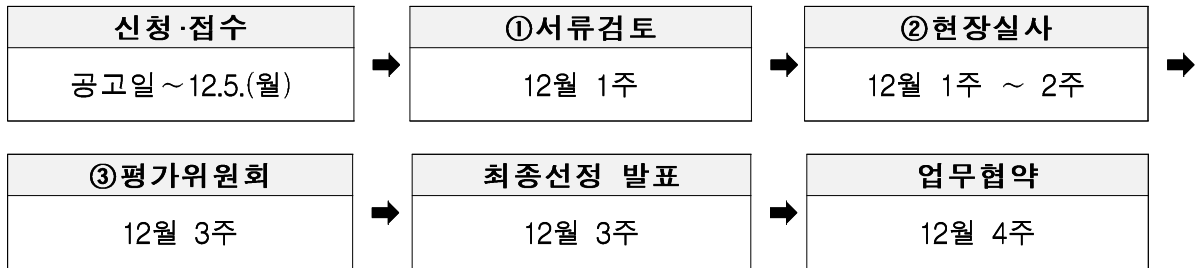 신청·접수
공고일~12.5.(월)
①서류검토
12월 1주
②현장실사
12월 1주 ~ 2주
③평가위원회
12월 3주
최종선정 발표
12월 3주
업무협약
12월 4주